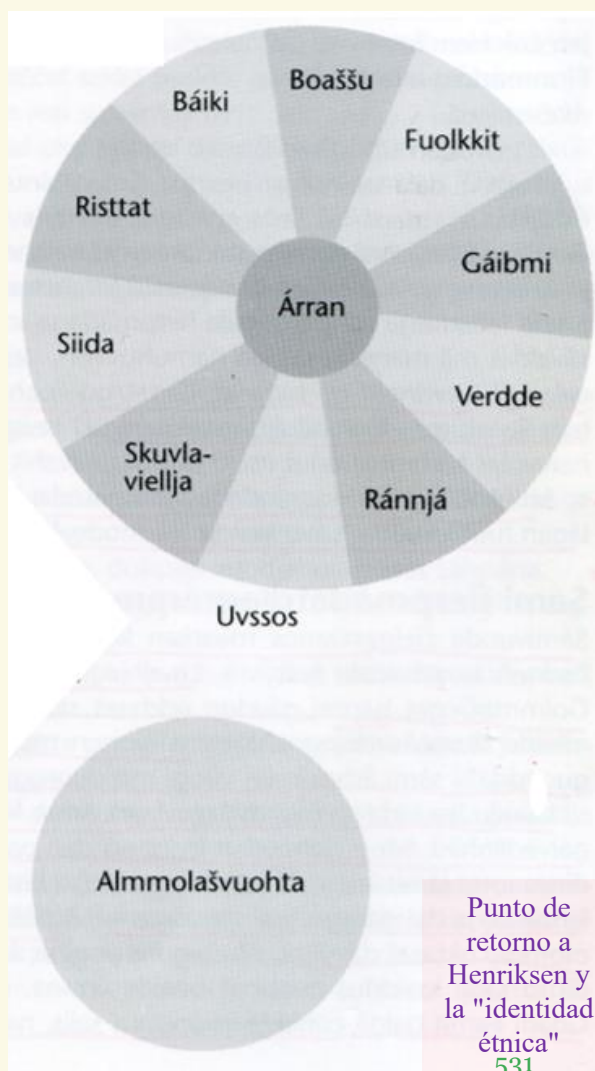 Boaššu
Báiki
Fuolkkit
Risttat
Gáibmi
Árran
Siida
Verdde
Skuvla-
viellja
Ránnjá
Uvssos
Almmolašvuohta
Punto de
retorno a
Henriksen y
la "identidad
étnica"
531